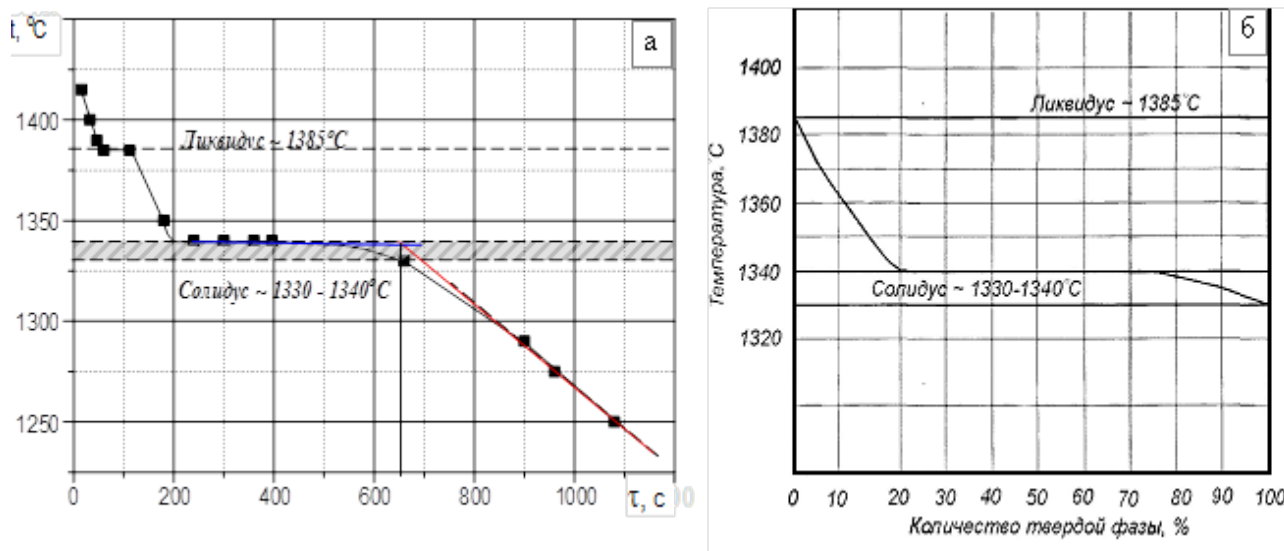 t, °C
а
1400
1350
1300
1250
Ликвидус ~ 1385°C
Солидус ~ 1330 - 1340°C
0
200
400
600
800
1000
τ, с
б
1400
1380
1360
1340
1320
Температура, °C
Ликвидус ~ 1385°C
Солидус ~ 1330-1340°C
0 10 20 30 40 50 60 70 80 90 100
Количество твердой фазы, %